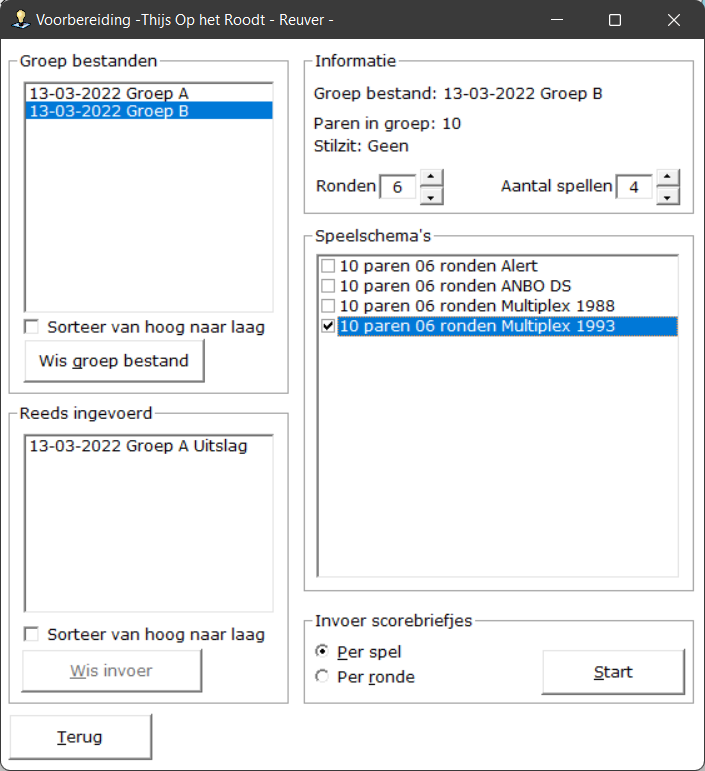 Voorbereiding -Thijs Op het Roodt - Reuver -
Groep bestanden
13-03-2022 Groep A
13-03-2022 Groep B
Sorteer van hoog naar laag
Wis groep bestand
Reeds ingevoerd
13-03-2022 Groep A Uitslag
Sorteer van hoog naar laag
Wis invoer
Terug
Informatie
Groep bestand: 13-03-2022 Groep B
Paren in groep: 10
Stilzit: Geen
Ronden 6 Aantal spellen 4
Speelschema's
10 paren 06 ronden Alert
10 paren 06 ronden ANBO DS
10 paren 06 ronden Multiplex 1988
10 paren 06 ronden Multiplex 1993
Invoer scorebriefjes
Per spel
Per ronde
Start